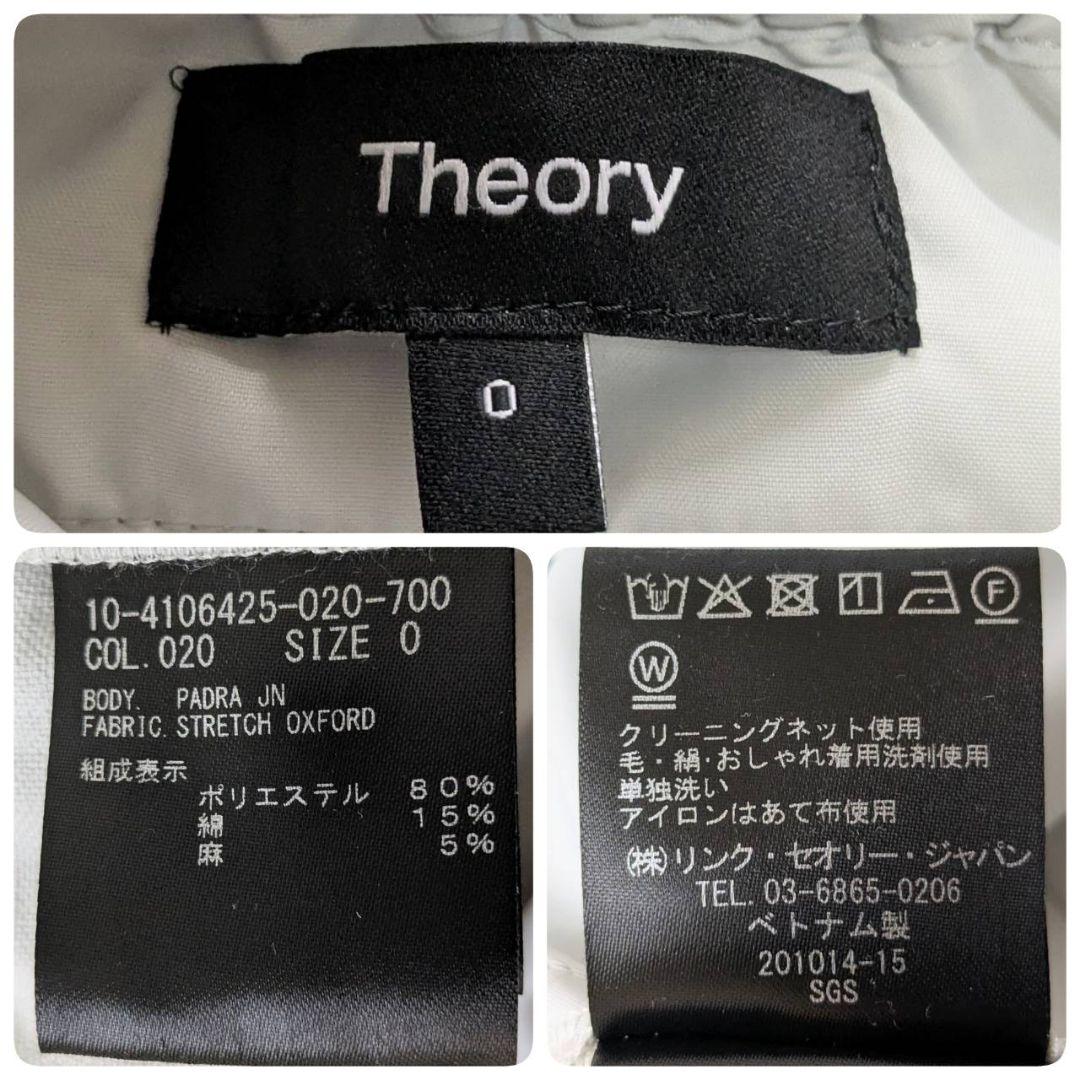 Theory
0
10-4106425-020-700
COL.020 SIZE 0
BODY. PADRA JN
FABRIC.STRETCH OXFORD
組成表示
ポリエステル 80%
綿 15%
麻 5%
F
W
クリーニングネット使用
毛・絹・おしゃれ着用洗剤使用
単独洗い
アイロンはあて布使用
(株)リンク・セオリー・ジャパン
TEL.03-6865-0206
ベトナム製
201014-15
SGS